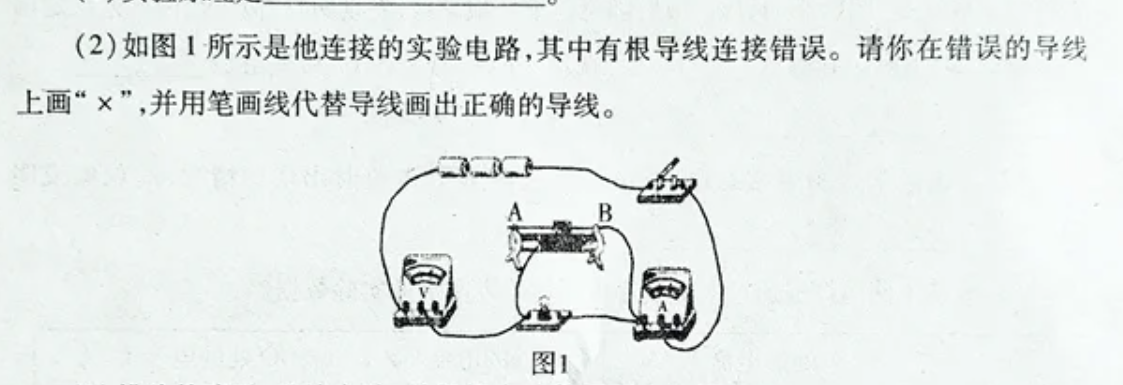 (2)如图1所示是他连接的实验电路,其中有根导线连接错误。请你在错误的导线
上画“×”,并用笔画线代替导线画出正确的导线。
A B
V
A
图1